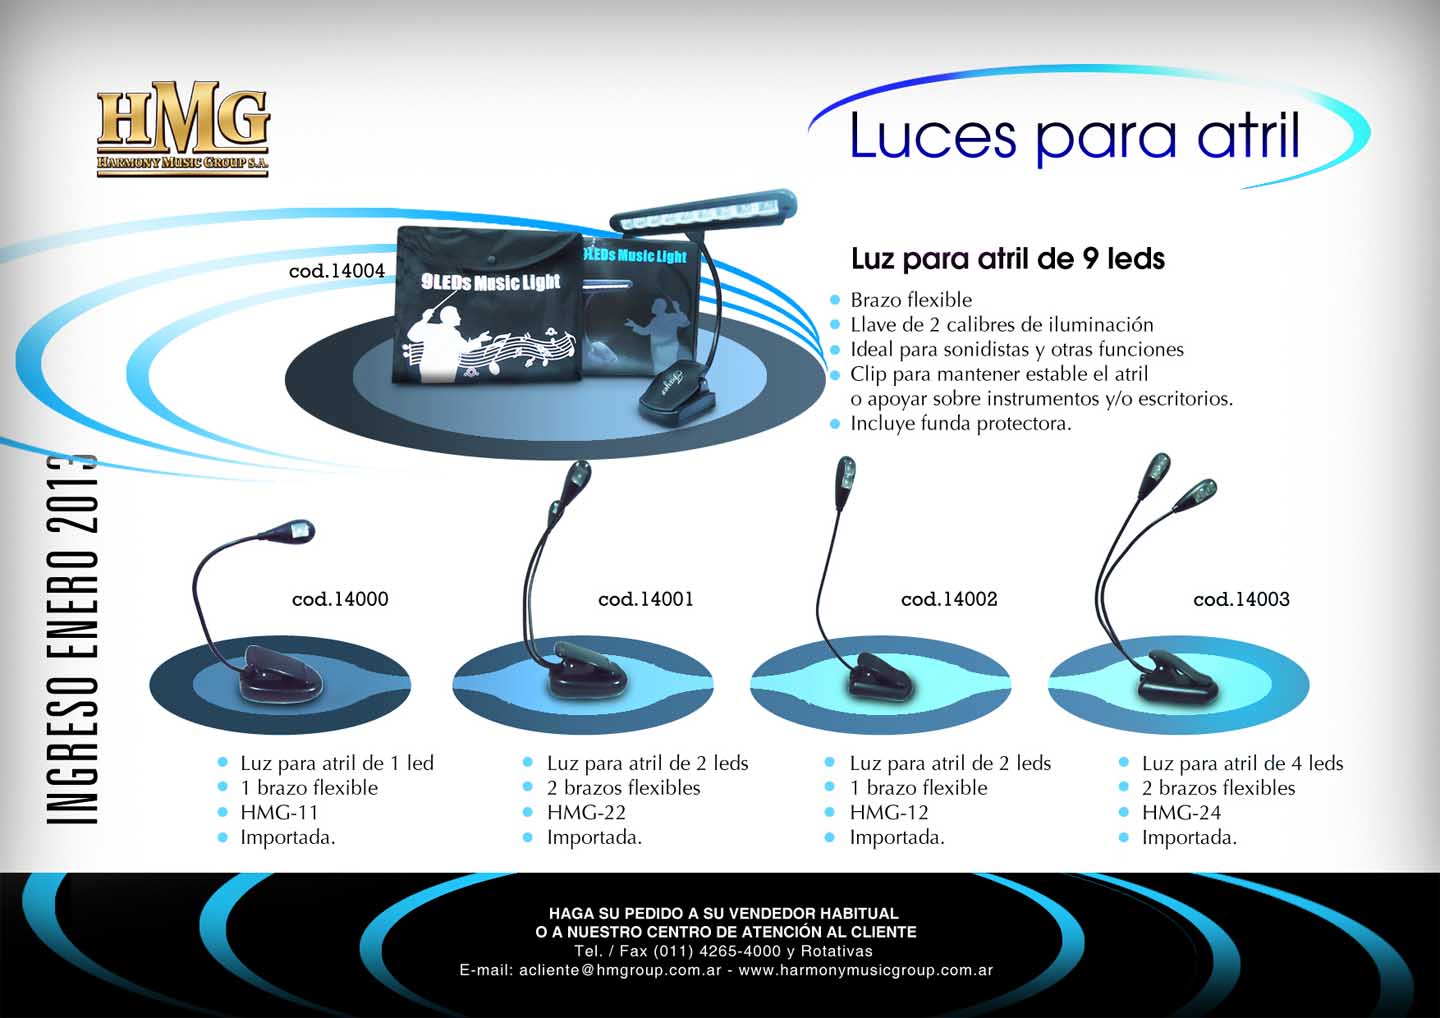 HMG
HARMONY MUSIC GROUP S.A.
Luces para atril
cod.14004
9LEDs Music Light
9LEDs Music Light
Luz para atril de 9 leds
Brazo flexible
Llave de 2 calibres de iluminación
Ideal para sonidistas y otras funciones
Clip para mantener estable el atril
o apoyar sobre instrumentos y/o escritorios.
Incluye funda protectora.
INGRESO ENERO 2013
cod.14000
Luz para atril de 1 led
1 brazo flexible
HMG-11
Importada.
cod.14001
Luz para atril de 2 leds
2 brazos flexibles
HMG-22
Importada.
cod.14002
Luz para atril de 2 leds
1 brazo flexible
HMG-12
Importada.
cod.14003
Luz para atril de 4 leds
2 brazos flexibles
HMG-24
Importada.
HAGA SU PEDIDO A SU VENDEDOR HABITUAL
O A NUESTRO CENTRO DE ATENCIÓN AL CLIENTE
Tel. / Fax (011) 4265-4000 y Rotativas
E-mail: acliente@hmgroup.com.ar - www.harmonymusicgroup.com.ar